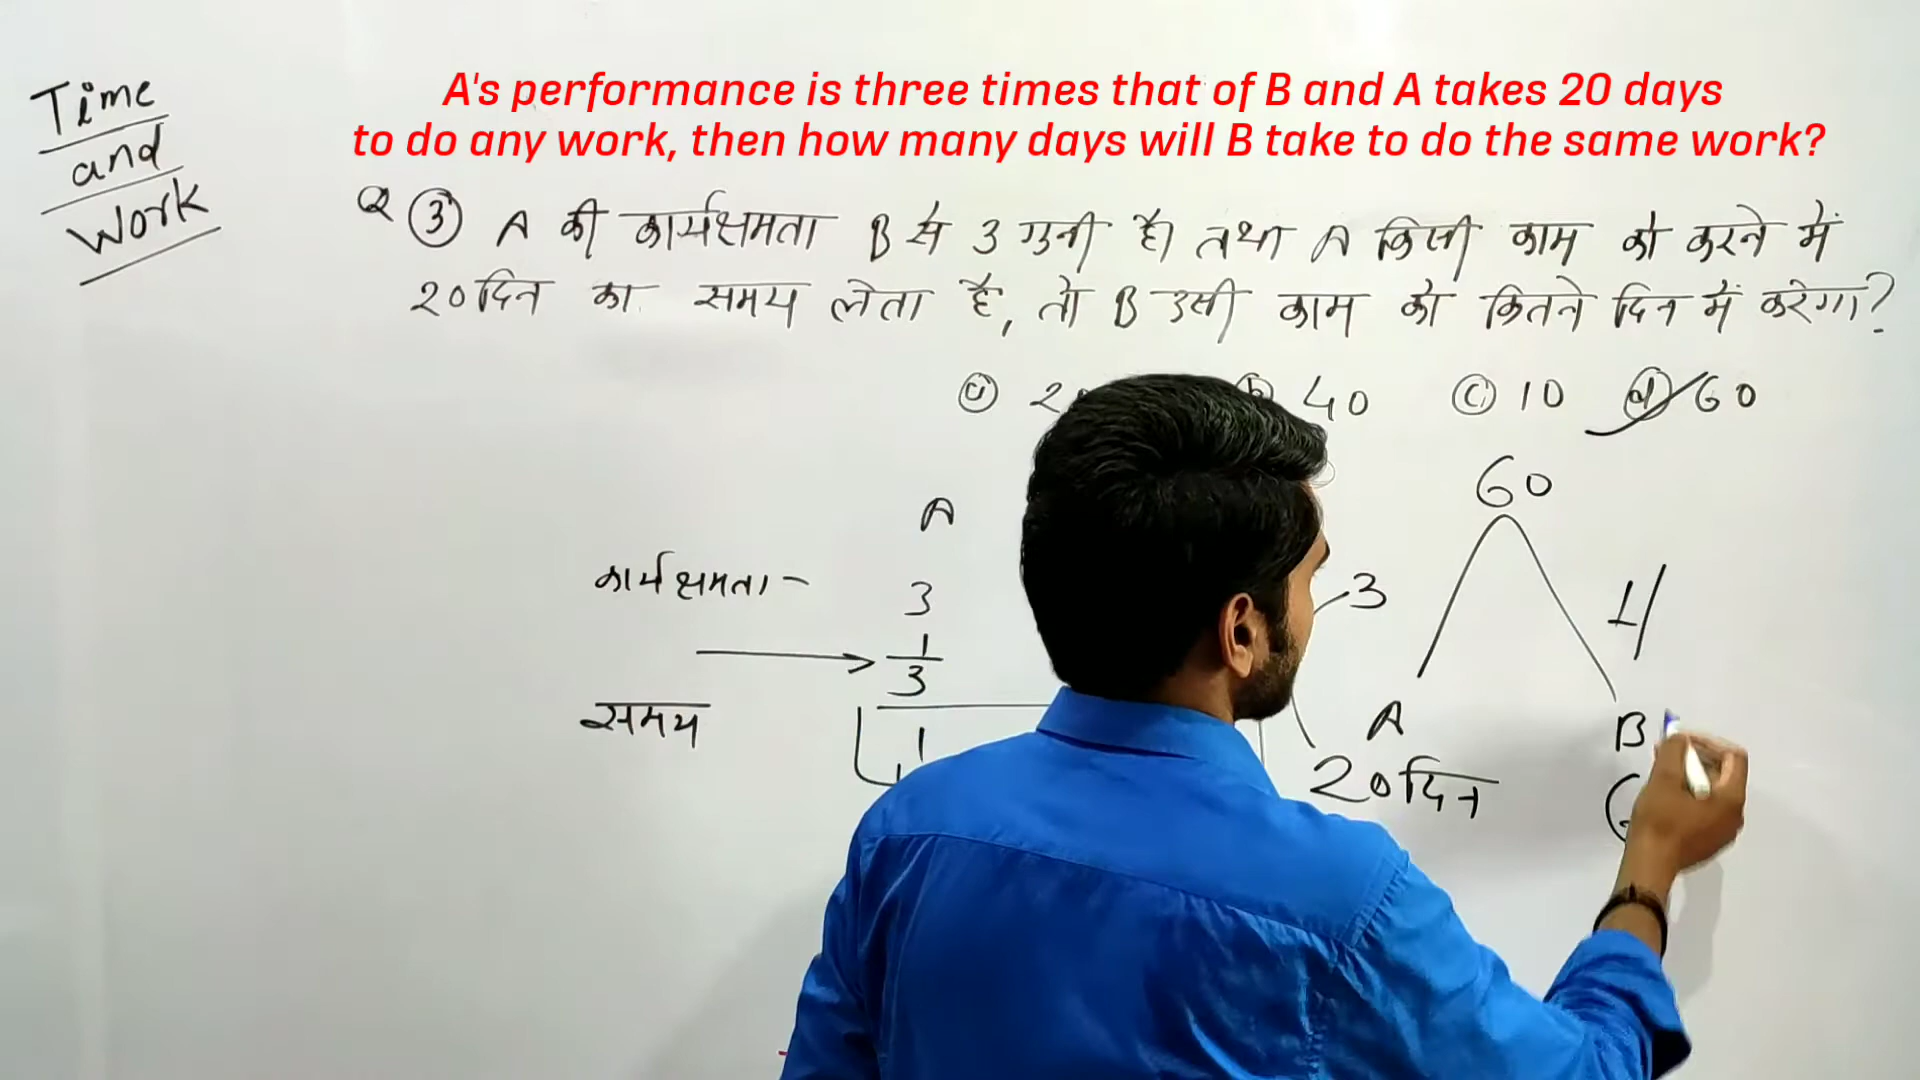 A's performance is three times that of B and A takes 20 days
to do any work, then how many days will B take to do the same work?
Time
and
Work
Q ③ A की कार्यक्षमता B से 3 गुनी है। तथा A किसी काम को करने में
20 दिन का समय लेता है, तो B उसी काम को कितने दिन में करेगा?
ⓐ 2 ⓑ 40 ⓒ 10 ⓓ 60
60
A
कार्यक्षमता - 3
3
1
1
3
समय
1
A
B
20 दिन